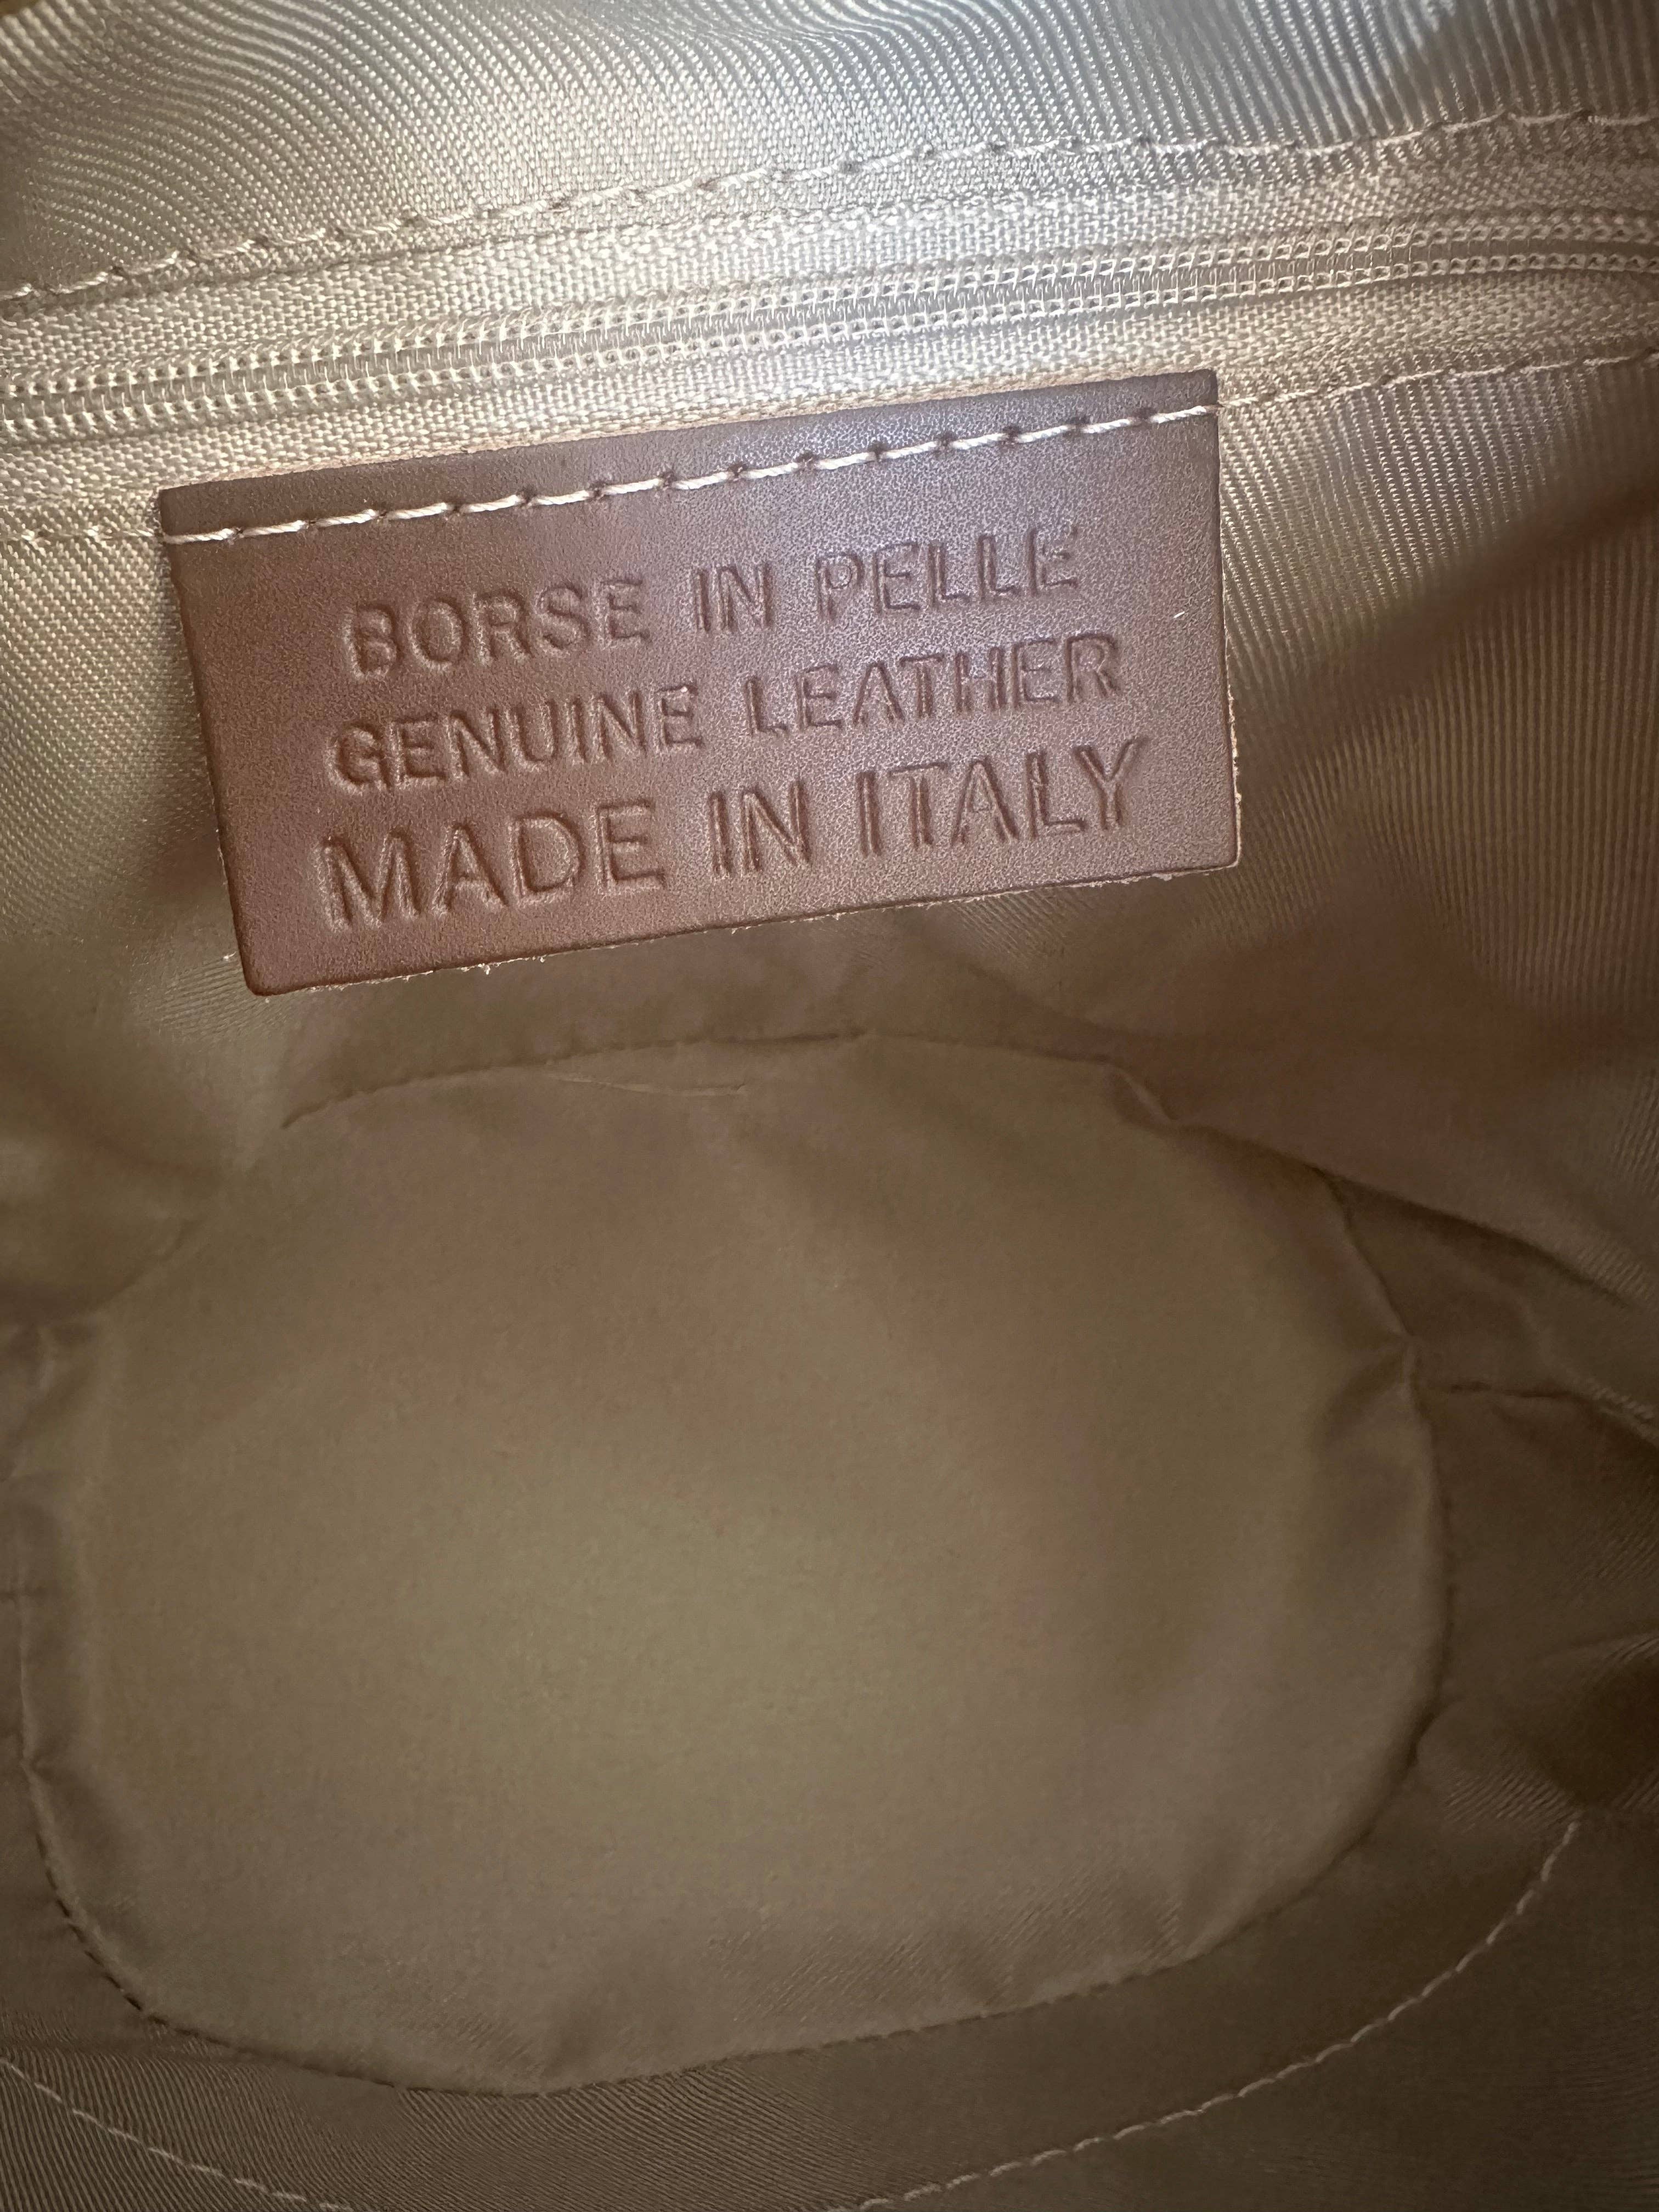 BORSE IN PELLE
GENUINE LEATHER
MADE IN ITALY